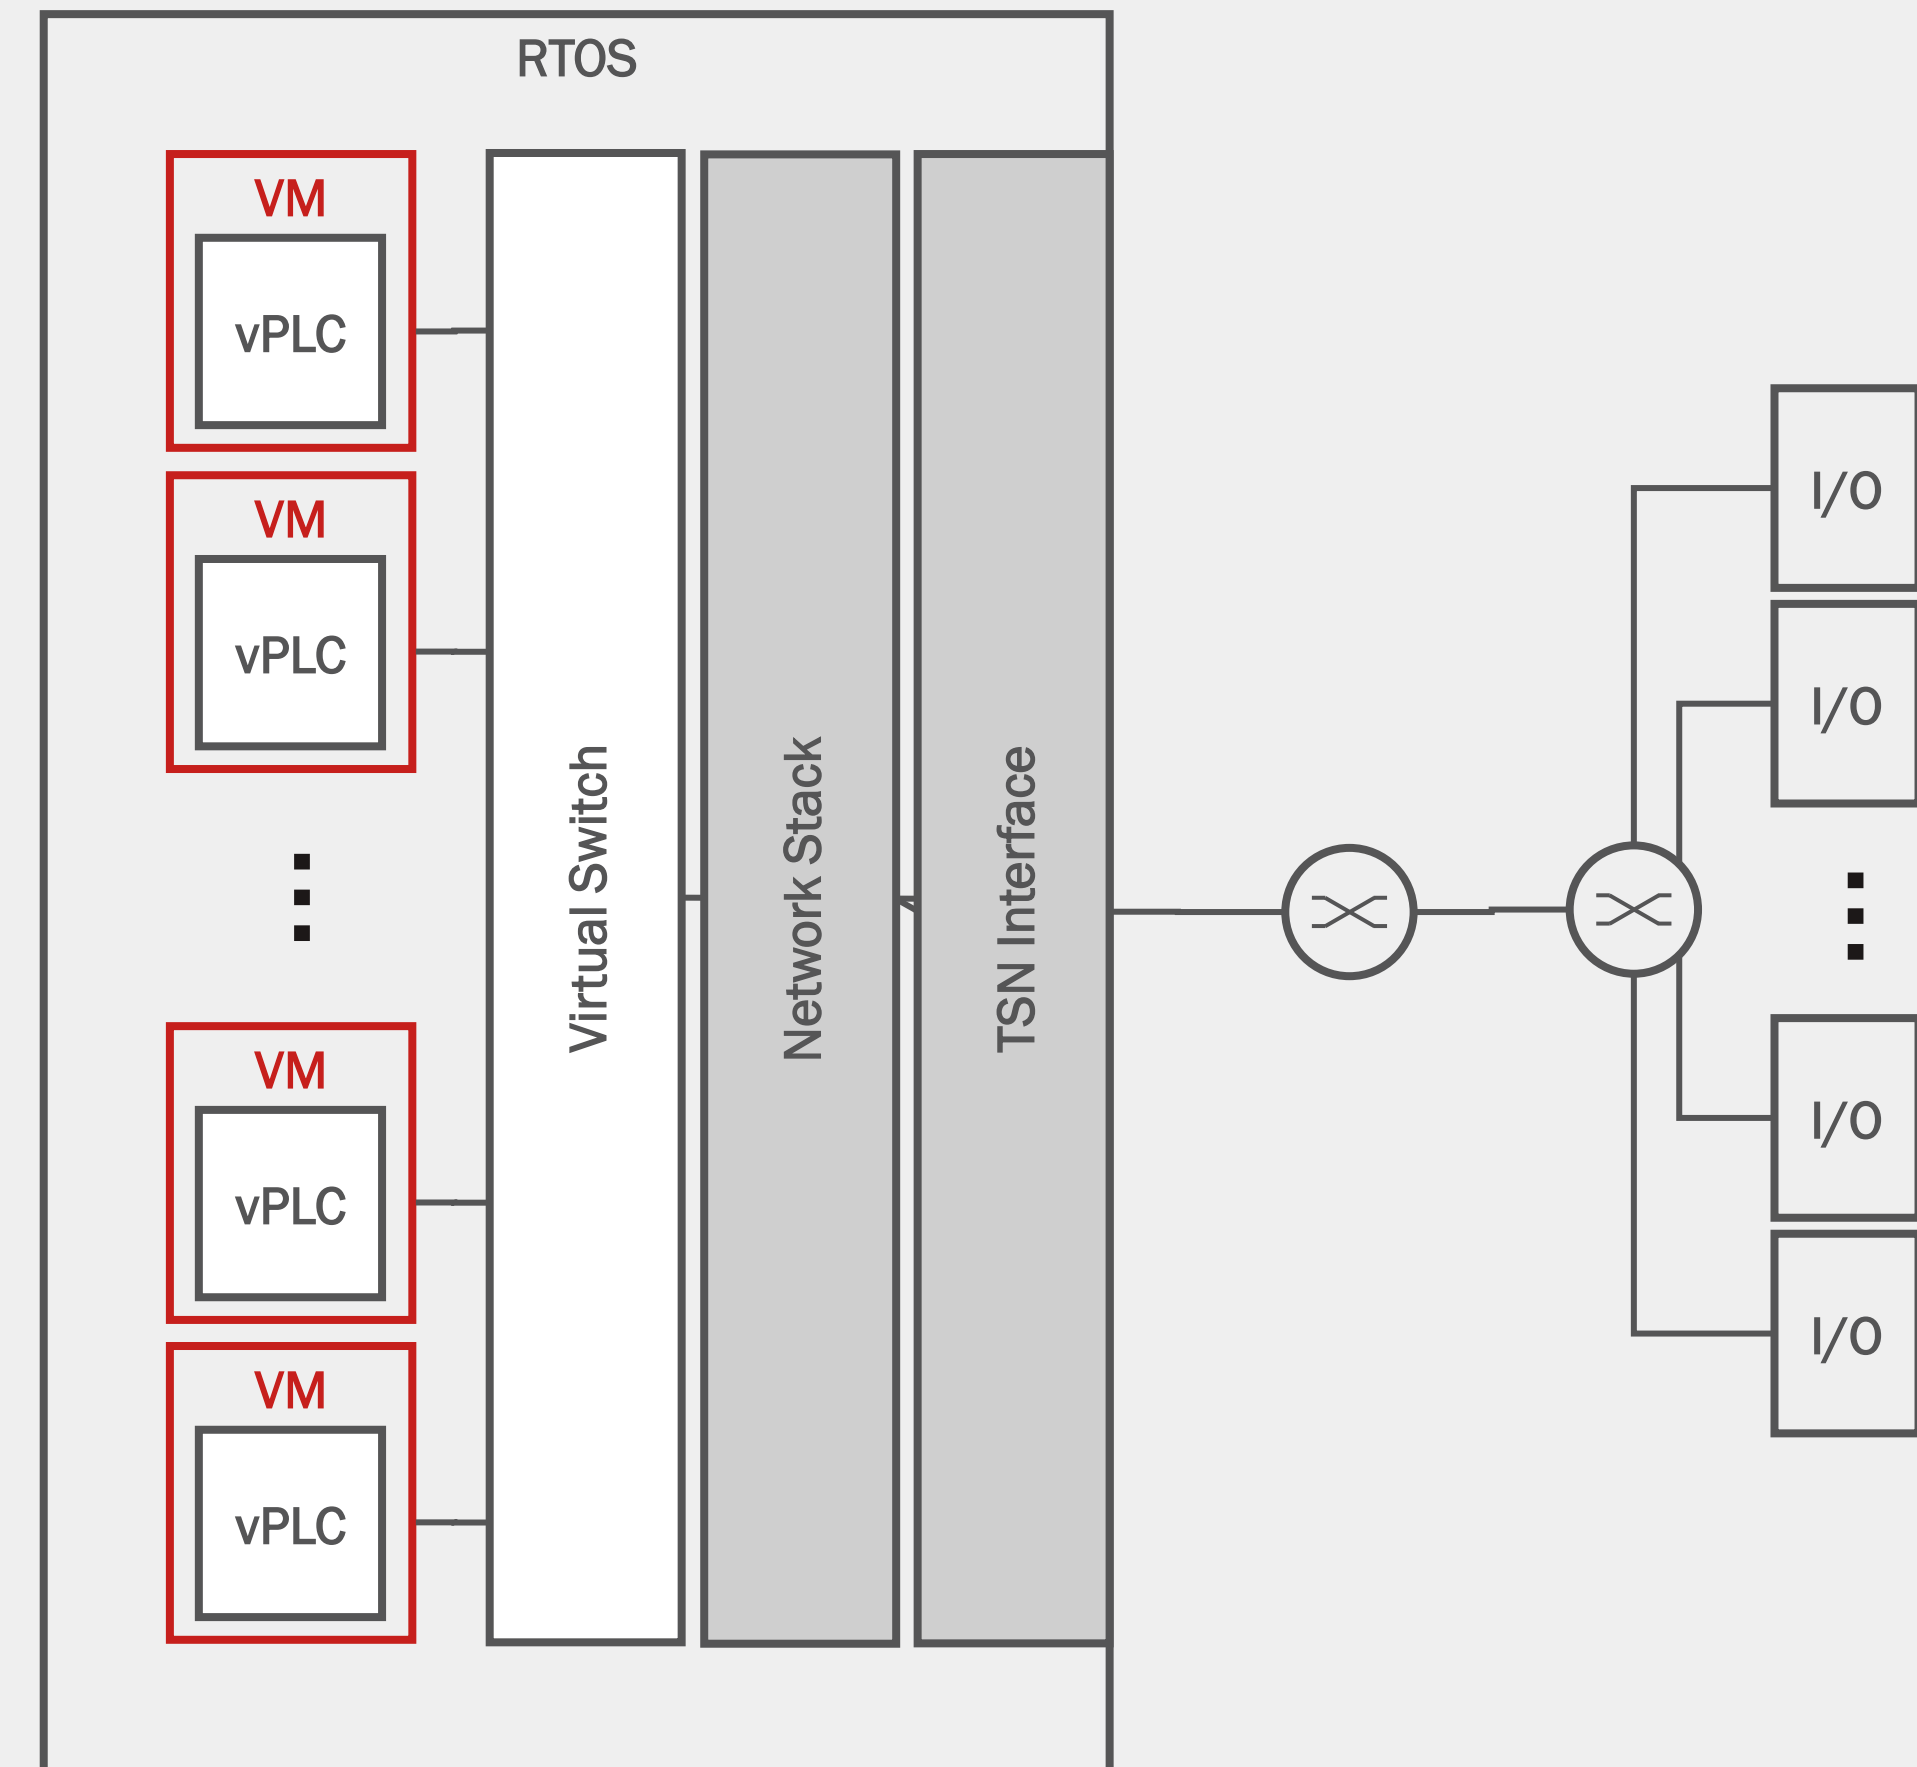 RTOS
VM
vPLC
VM
vPLC
VM
vPLC
VM
vPLC
Virtual Switch
Network Stack
TSN Interface
I/O
I/O
I/O
I/O